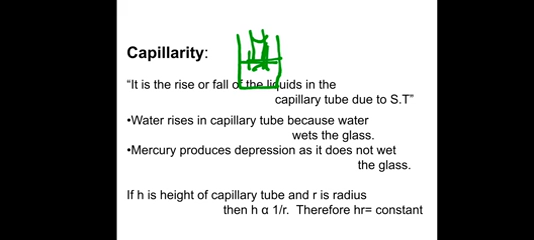 Capillarity:
“It is the rise or fall of the liquids in the
capillary tube due to S.T”
•Water rises in capillary tube because water
wets the glass.
•Mercury produces depression as it does not wet
the glass.
If h is height of capillary tube and r is radius
then h α 1/r. Therefore hr= constant